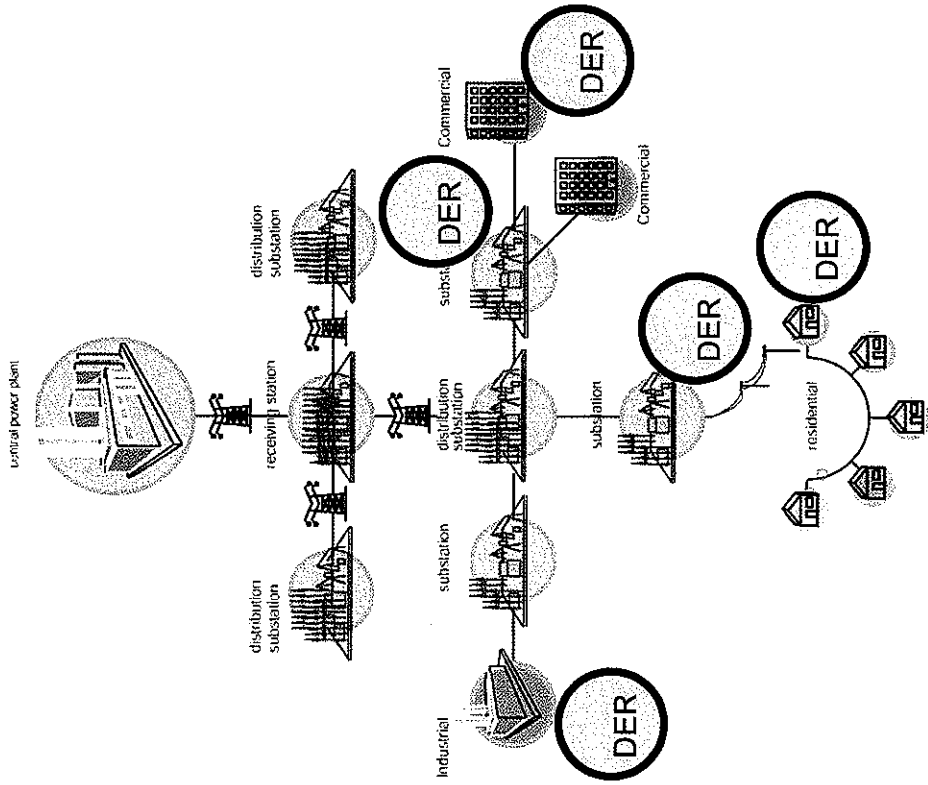 central power plant
distribution
substation
receiving station
distribution
substation
Industrial
substation
distribution
substation
substa
DER
Commercial
DER
Commercial
DER
substation
DER
residential
DER